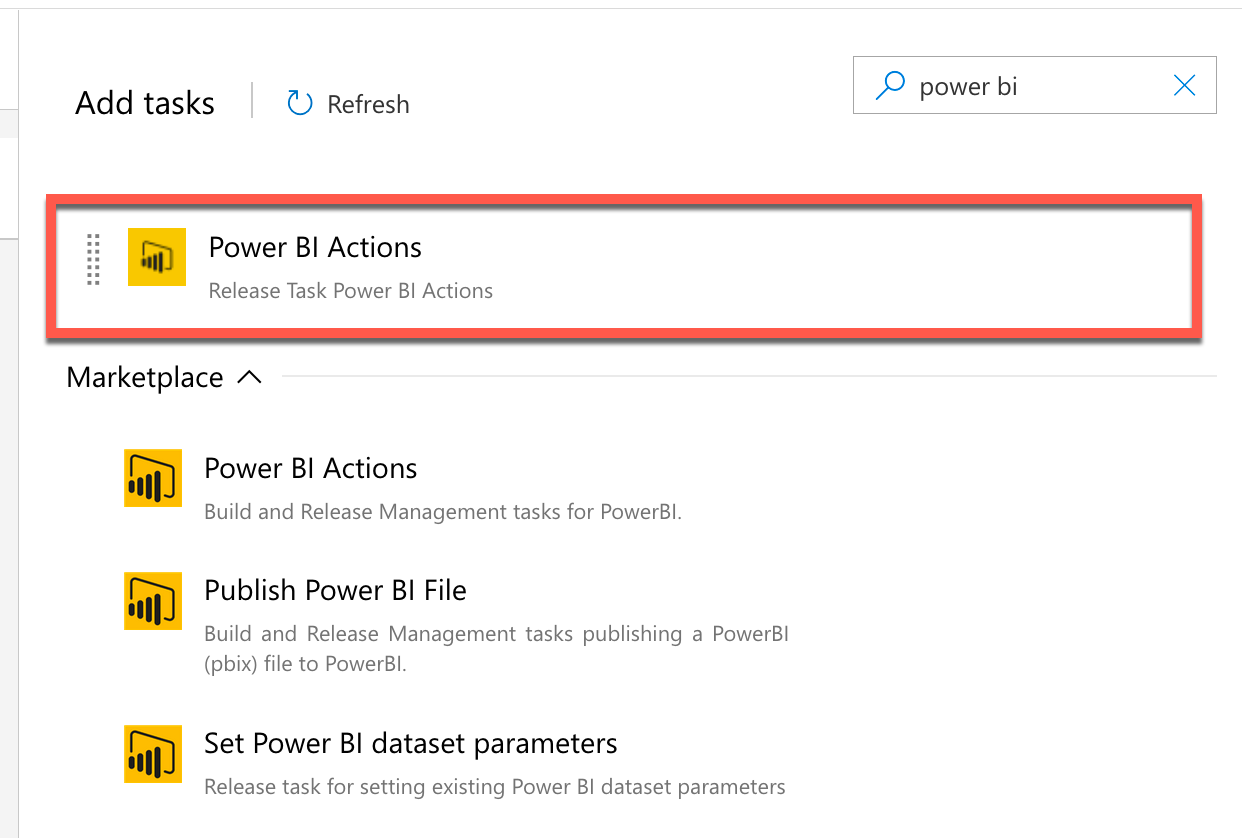 Add tasks
Refresh
power bi
Power BI Actions
Release Task Power BI Actions
Marketplace
Power BI Actions
Build and Release Management tasks for PowerBI.
Publish Power BI File
Build and Release Management tasks publishing a PowerBI
(pbix) file to PowerBI.
Set Power BI dataset parameters
Release task for setting existing Power BI dataset parameters